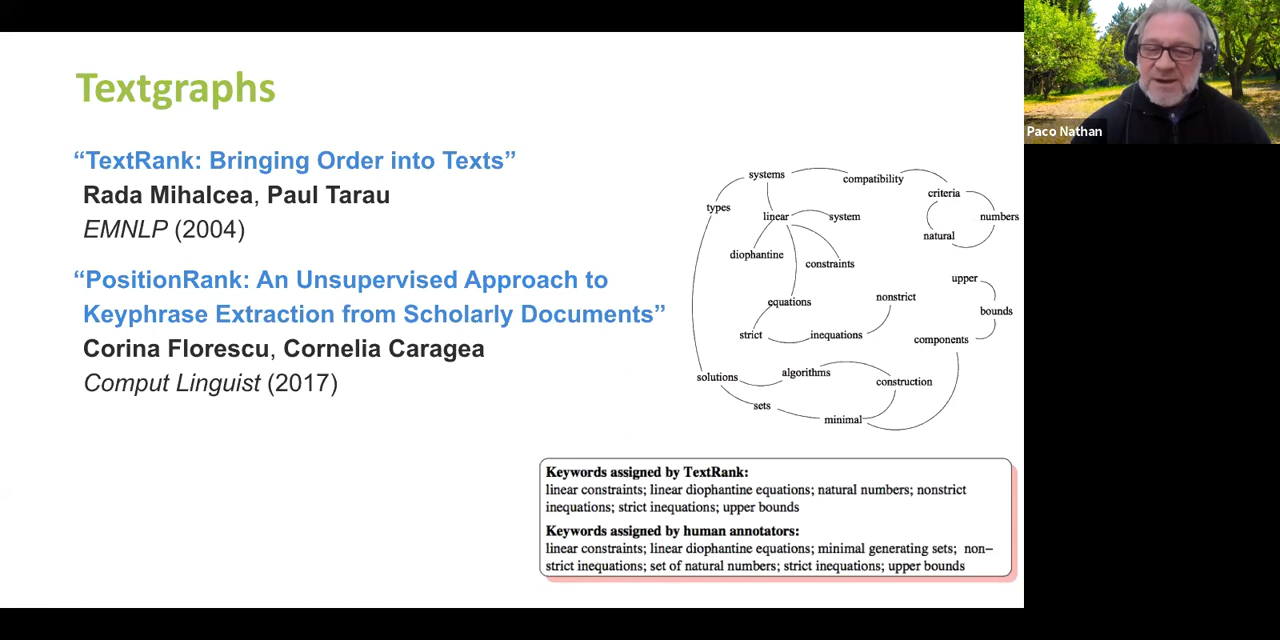 Textgraphs
“TextRank: Bringing Order into Texts”
Rada Mihalcea, Paul Tarau
EMNLP (2004)
“PositionRank: An Unsupervised Approach to
Keyphrase Extraction from Scholarly Documents”
Corina Florescu, Cornelia Caragea
Comput Linguist (2017)
systems
compatibility
criteria
types
linear
system
numbers
natural
diophantine
constraints
upper
equations
nonstrict
bounds
strict
inequations
components
solutions
algorithms
construction
sets
minimal
Keywords assigned by TextRank:
linear constraints; linear diophantine equations; natural numbers; nonstrict
inequations; strict inequations; upper bounds
Keywords assigned by human annotators:
linear constraints; linear diophantine equations; minimal generating sets; non−
strict inequations; set of natural numbers; strict inequations; upper bounds
Paco Nathan